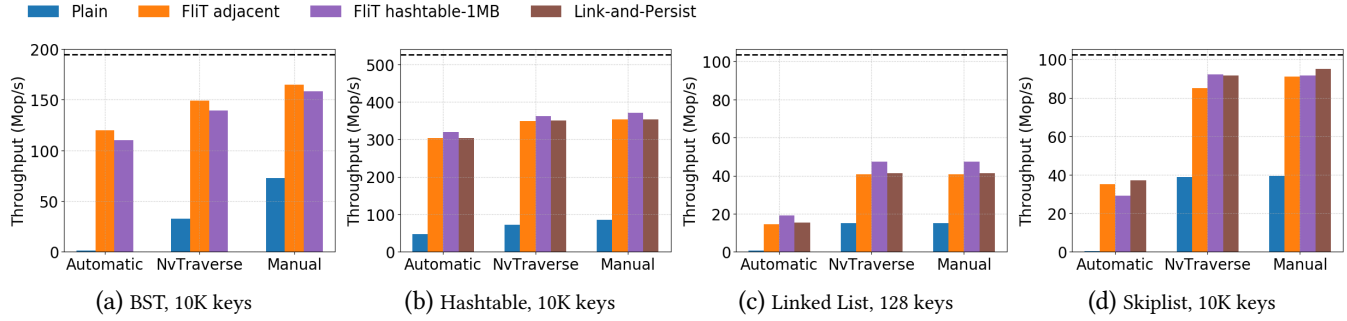 Plain FliT adjacent FliT hashtable-1MB Link-and-Persist
Throughput (Mop/s)
200
150
100
50
0
Automatic NvTraverse Manual
(a) BST, 10K keys
Throughput (Mop/s)
500
400
300
200
100
0
Automatic NvTraverse Manual
(b) Hashtable, 10K keys
Throughput (Mop/s)
100
80
60
40
20
0
Automatic NvTraverse Manual
(c) Linked List, 128 keys
Throughput (Mop/s)
100
80
60
40
20
0
Automatic NvTraverse Manual
(d) Skiplist, 10K keys